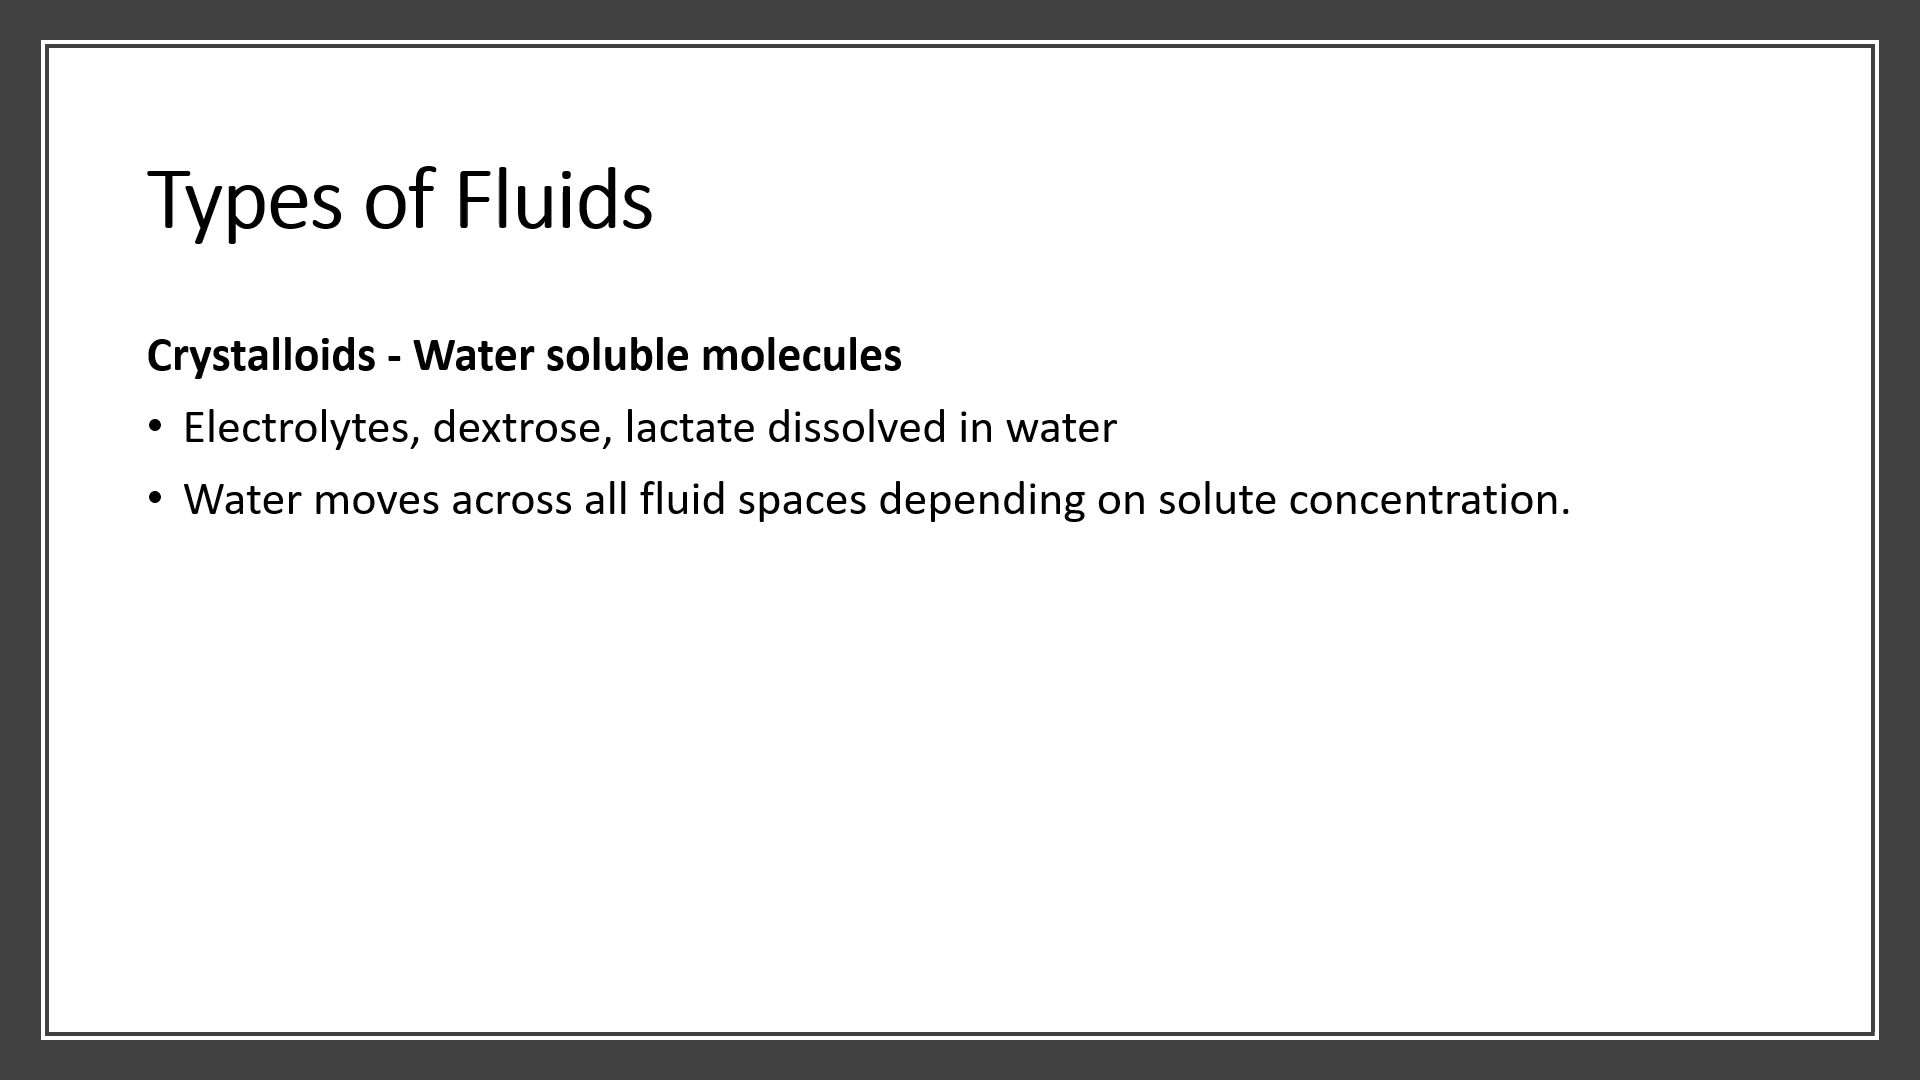 Types of Fluids
Crystalloids - Water soluble molecules
• Electrolytes, dextrose, lactate dissolved in water
• Water moves across all fluid spaces depending on solute concentration.